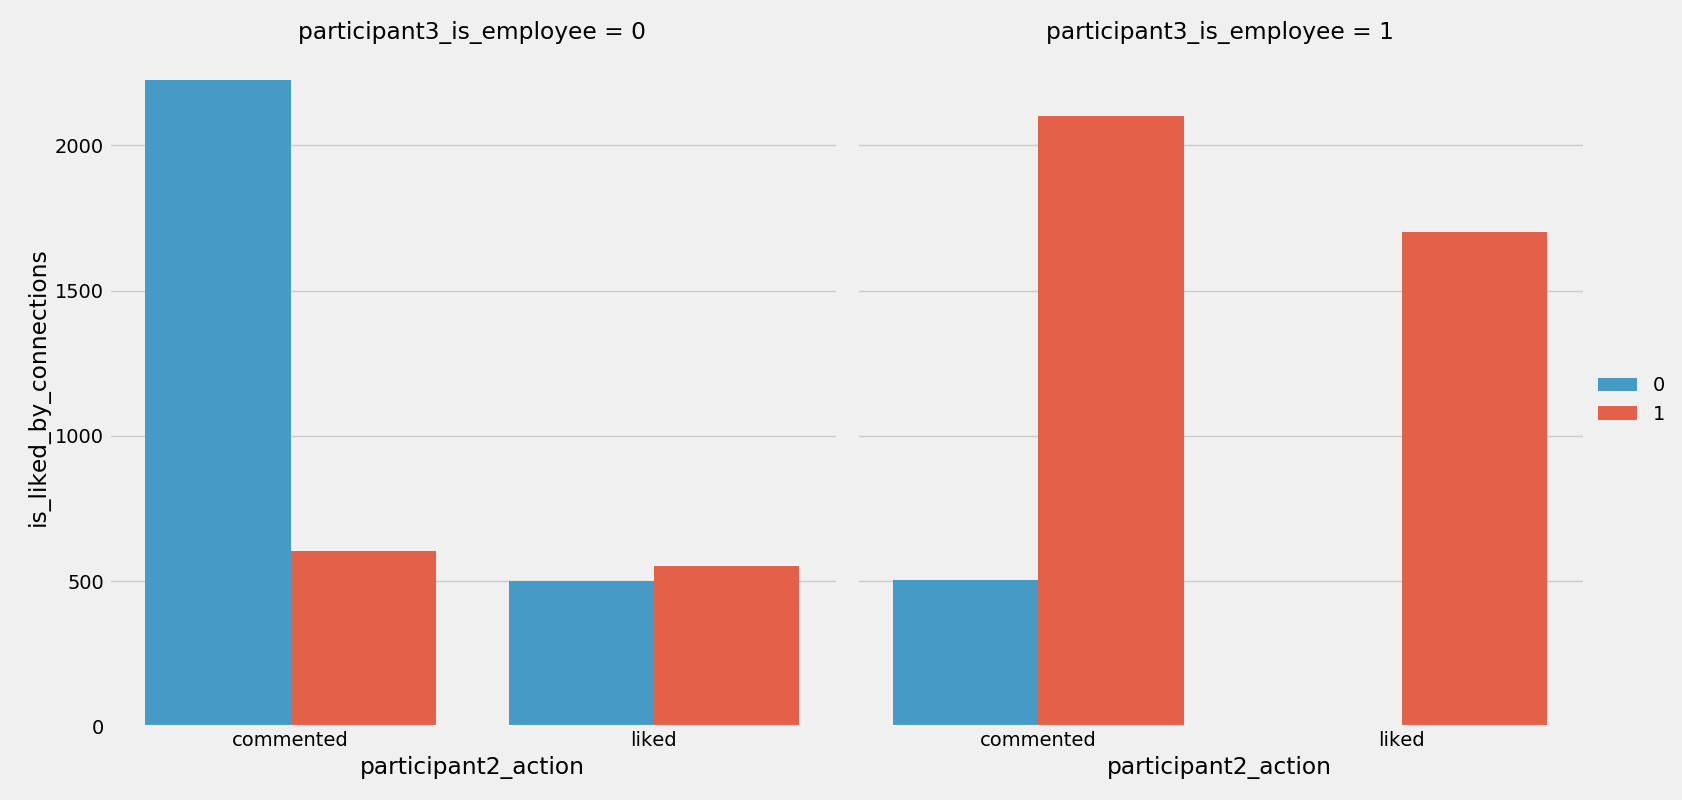 participant3_is_employee = 0
participant3_is_employee = 1
is_liked_by_connections
2000
1500
1000
500
0
commented
liked
commented
liked
participant2_action
participant2_action
0
1